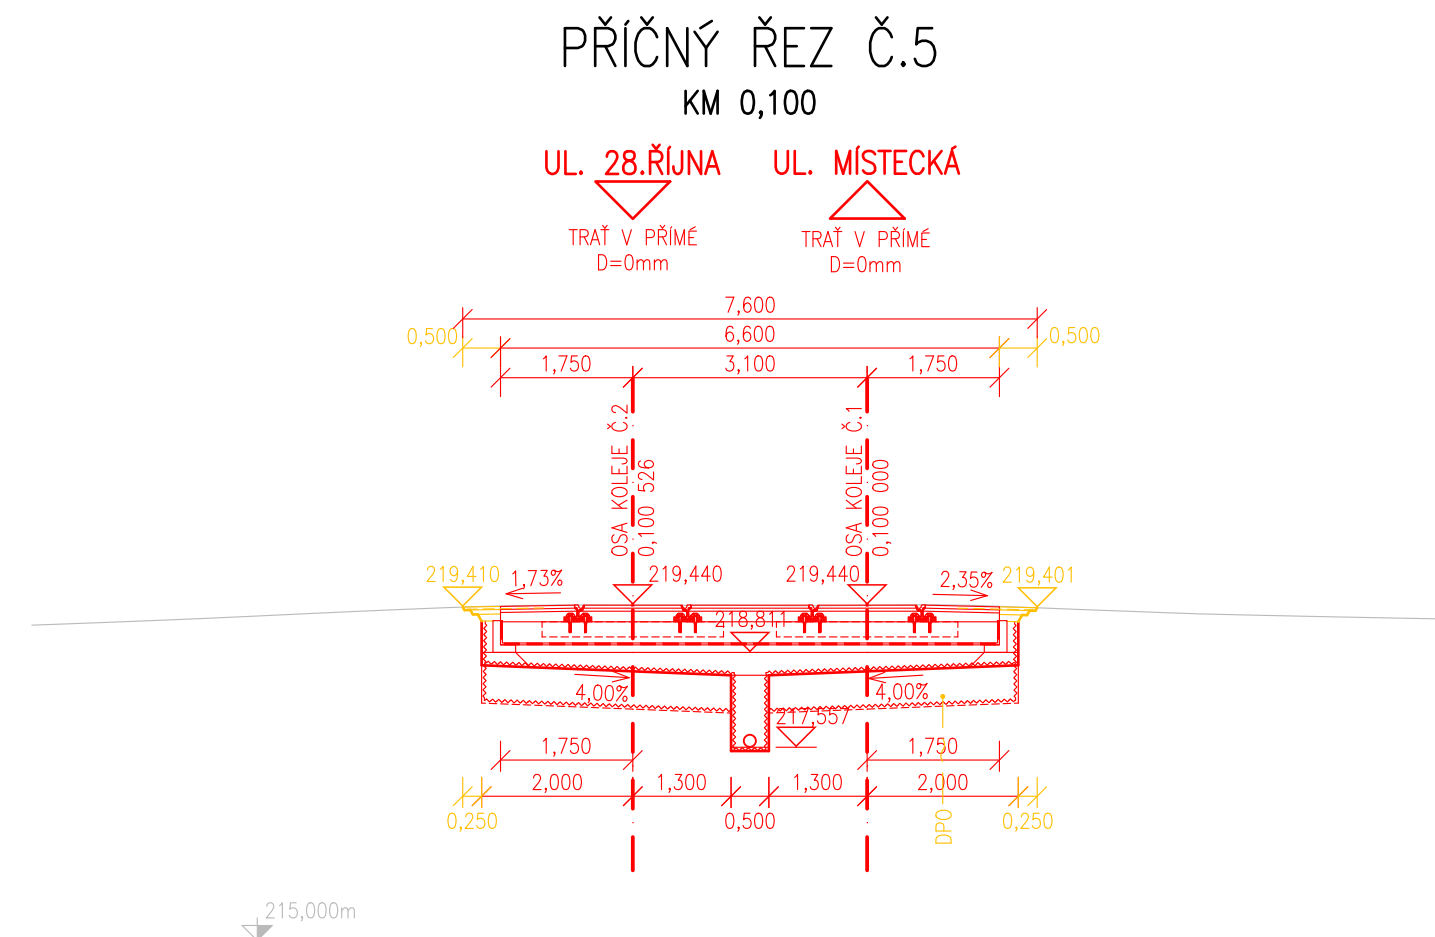 PŘÍČNÝ ŘEZ Č.5
KM 0,100
UL. 28.ŘÍJNA UL. MÍSTECKÁ
TRAŤ V PŘÍMÉ TRAŤ V PŘÍMÉ
D=0mm D=0mm
7,600
0,500 6,600 0,500
1,750 3,100 1,750
OSA KOLEJE Č.2
0,100 526
OSA KOLEJE Č.1
0,100 000
219,410 1,73% 219,440 219,440 2,35% 219,401
218,811
4,00% 4,00%
217,557
1,750 1,750
2,000 1,300 1,300 2,000
0,250 0,500 DPO 0,250
215,000m